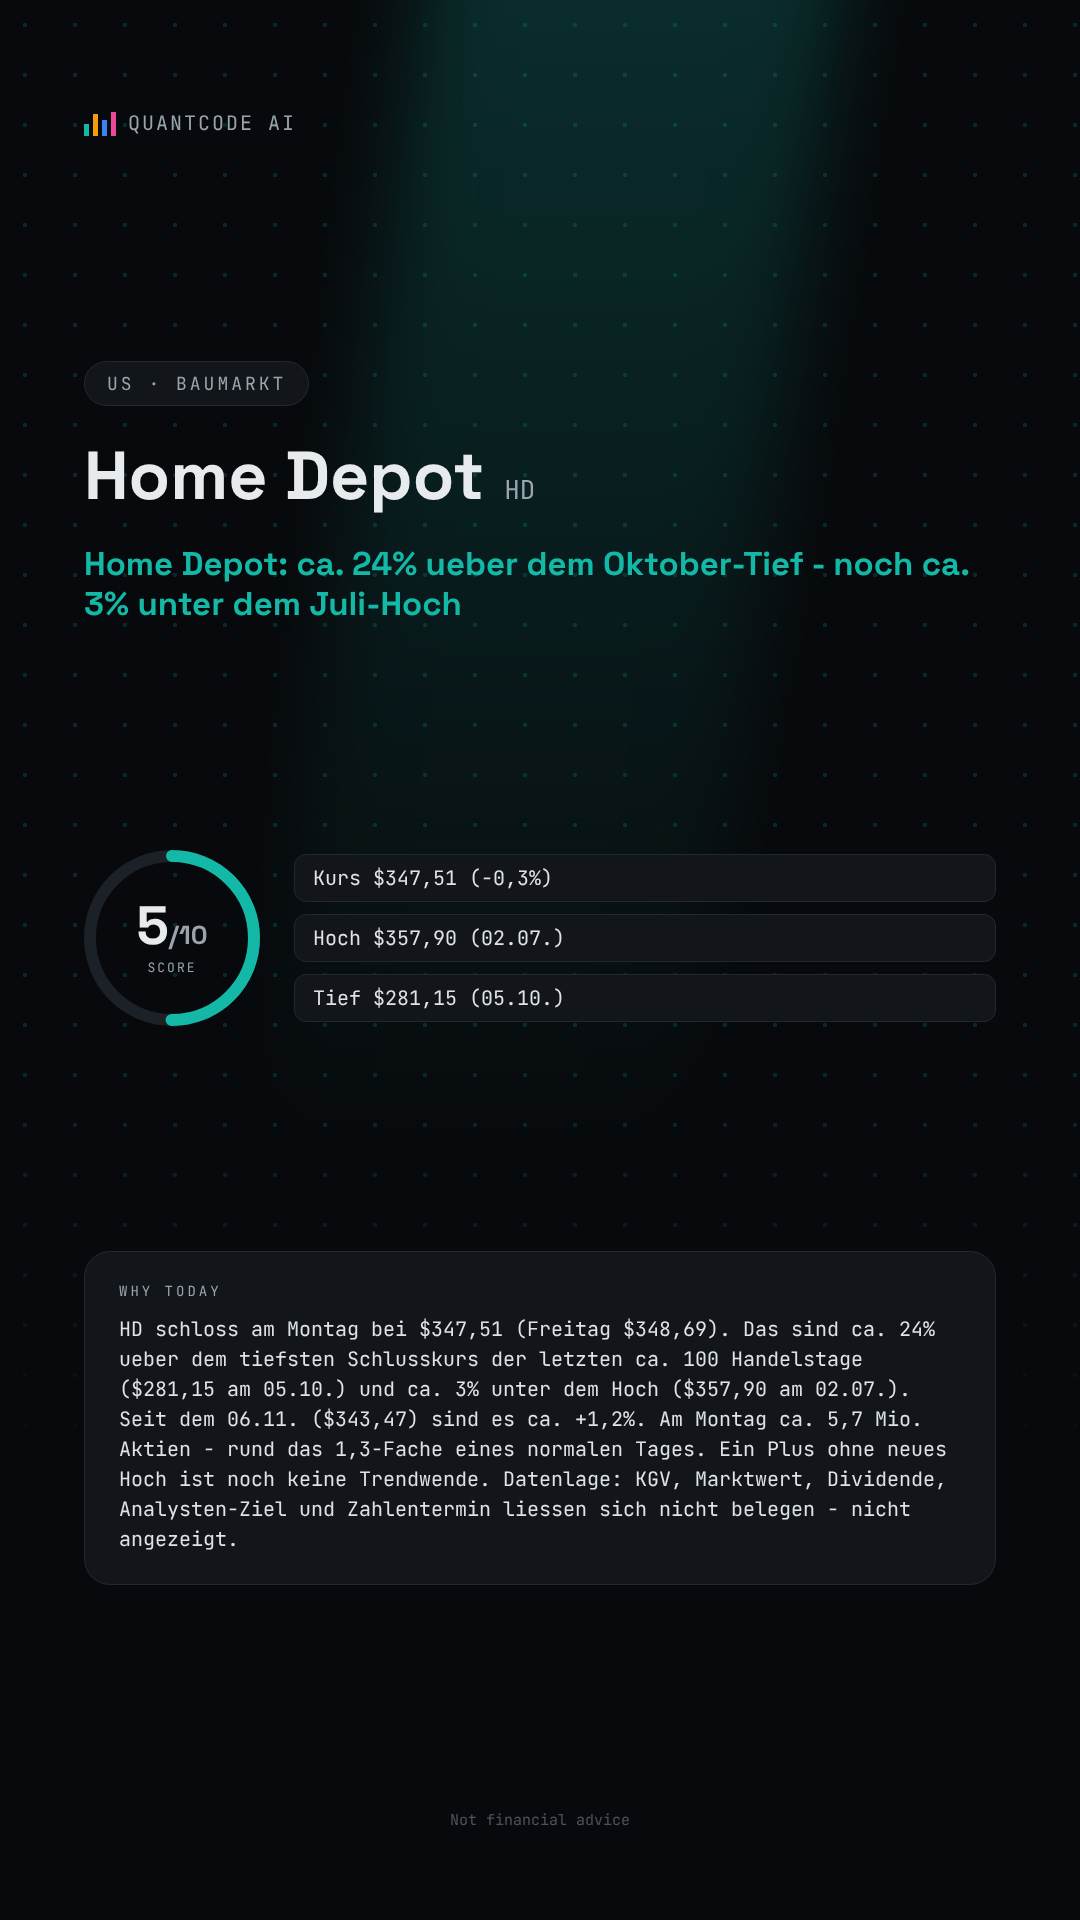 QUANTCODE AI
US · BAUMARKT
Home Depot HD
Home Depot: ca. 24% ueber dem Oktober-Tief - noch ca.
3% unter dem Juli-Hoch
5/10
SCORE
Kurs $347,51 (-0,3%)
Hoch $357,90 (02.07.)
Tief $281,15 (05.10.)
WHY TODAY
HD schloss am Montag bei $347,51 (Freitag $348,69). Das sind ca. 24%
ueber dem tiefsten Schlusskurs der letzten ca. 100 Handelstage
($281,15 am 05.10.) und ca. 3% unter dem Hoch ($357,90 am 02.07.).
Seit dem 06.11. ($343,47) sind es ca. +1,2%. Am Montag ca. 5,7 Mio.
Aktien - rund das 1,3-Fache eines normalen Tages. Ein Plus ohne neues
Hoch ist noch keine Trendwende. Datenlage: KGV, Marktwert, Dividende,
Analysten-Ziel und Zahlentermin liessen sich nicht belegen - nicht
angezeigt.
Not financial advice